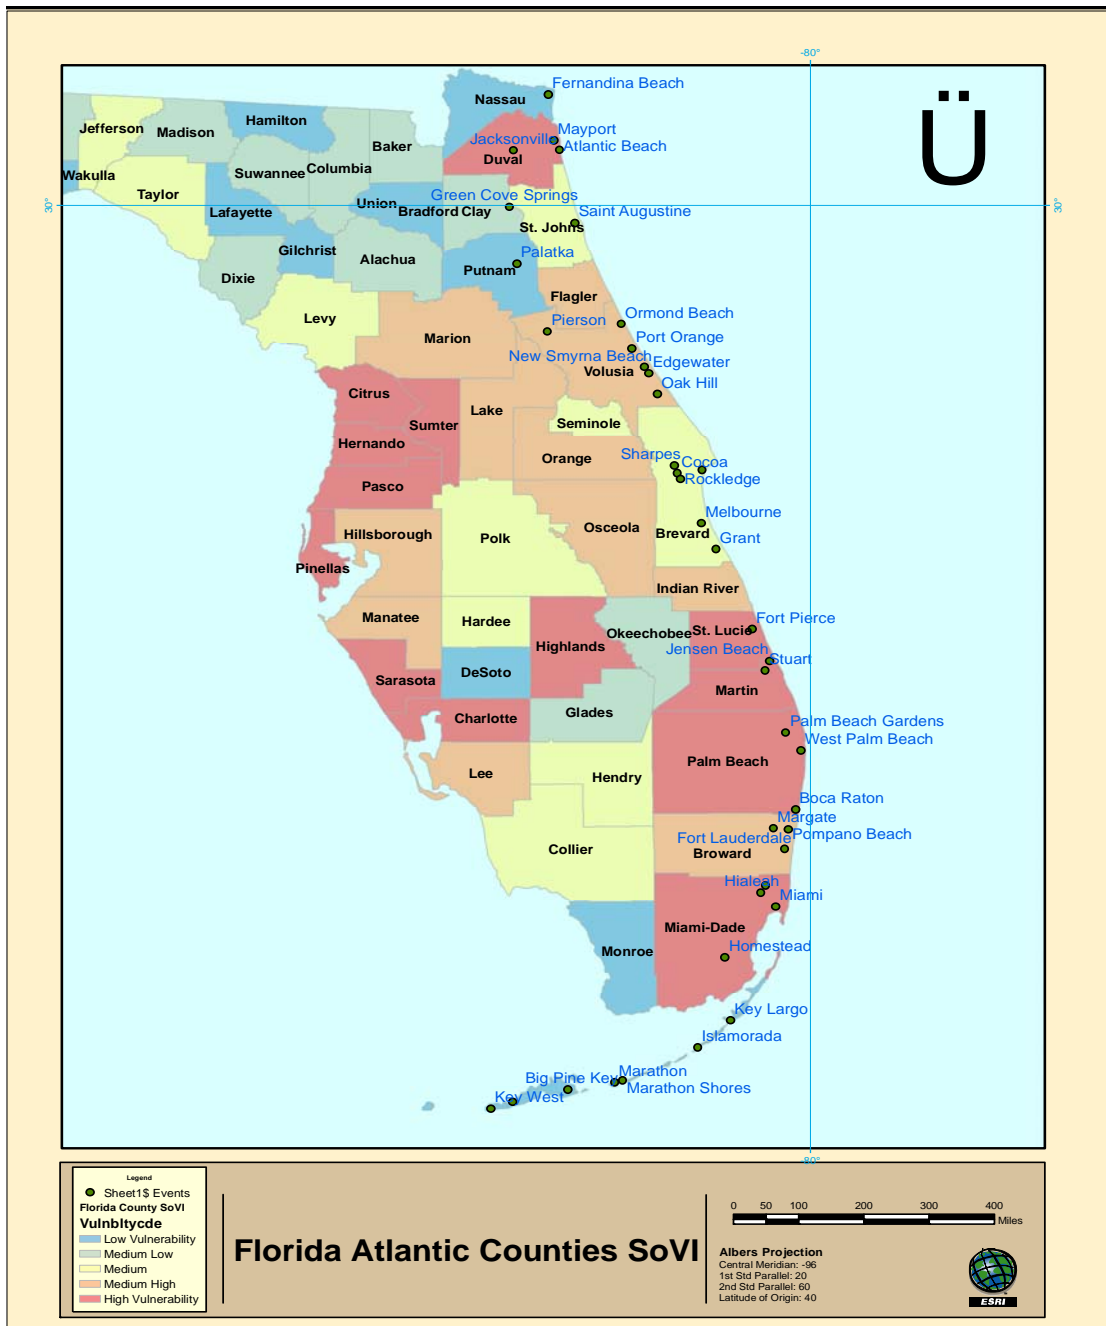 -80°
Fernandina Beach
Nassau
Ü
Jefferson
Madison
Hamilton
Baker
Jacksonville
Mayport
Atlantic Beach
Duval
Wakulla
Taylor
Suwannee
Columbia
Lafayette
Union
Bradford
Clay
Green Cove Springs
30°
30°
Saint Augustine
St. Johns
Gilchrist
Alachua
Palatka
Putnam
Dixie
Flagler
Levy
Marion
Pierson
Ormond Beach
Port Orange
New Smyrna Beach
Edgewater
Volusia
Oak Hill
Citrus
Sumter
Lake
Seminole
Hernando
Orange
Sharpes
Cocoa
Rockledge
Pasco
Hillsborough
Polk
Osceola
Melbourne
Brevard
Grant
Pinellas
Indian River
Manatee
Hardee
Highlands
Okeechobee
St. Lucie
Fort Pierce
Jensen Beach
Stuart
Sarasota
DeSoto
Martin
Charlotte
Glades
Palm Beach Gardens
West Palm Beach
Palm Beach
Lee
Hendry
Boca Raton
Margate
Fort Lauderdale
Pompano Beach
Collier
Broward
Hialeah
Miami
Miami-Dade
Homestead
Monroe
Key Largo
Islamorada
Big Pine Key
Marathon
Marathon Shores
Key West
-80°
Legend
Sheet1$ Events
Florida County SoVI
Vulnbltycde
Low Vulnerability
Medium Low
Medium
Medium High
High Vulnerability
Florida Atlantic Counties SoVI
0 50 100 200 300 400
Miles
Albers Projection
Central Meridian: -96
1st Std Parallel: 20
2nd Std Parallel: 60
Latitude of Origin: 40
ESRI